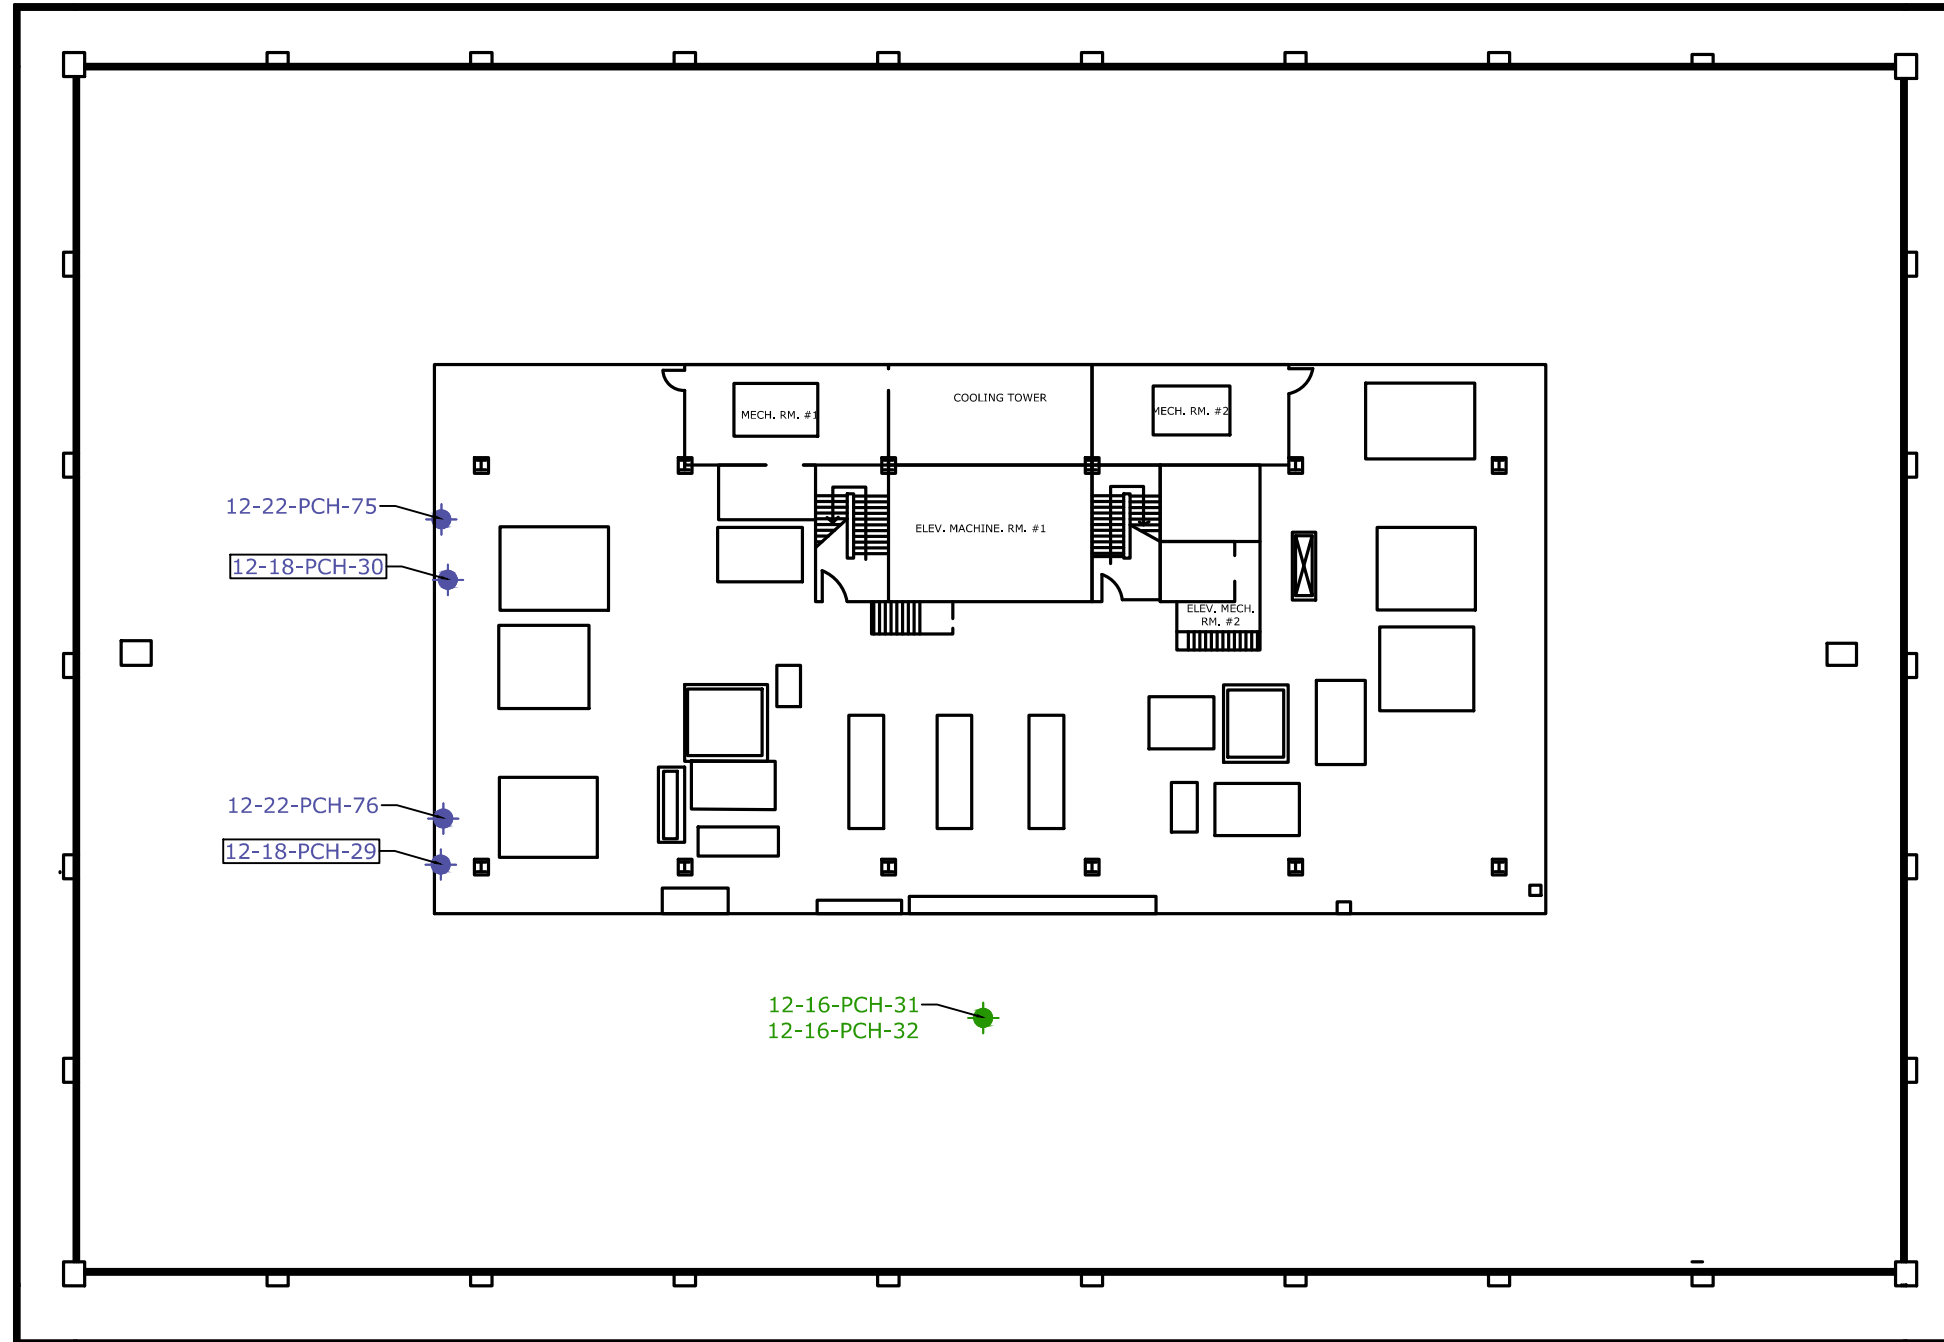 COOLING TOWER
MECH. RM. #1
MECH. RM. #2
12-22-PCH-75
ELEV. MACHINE. RM. #1
12-18-PCH-30
ELEV. MECH.
RM. #2
12-22-PCH-76
12-18-PCH-29
12-16-PCH-31
12-16-PCH-32